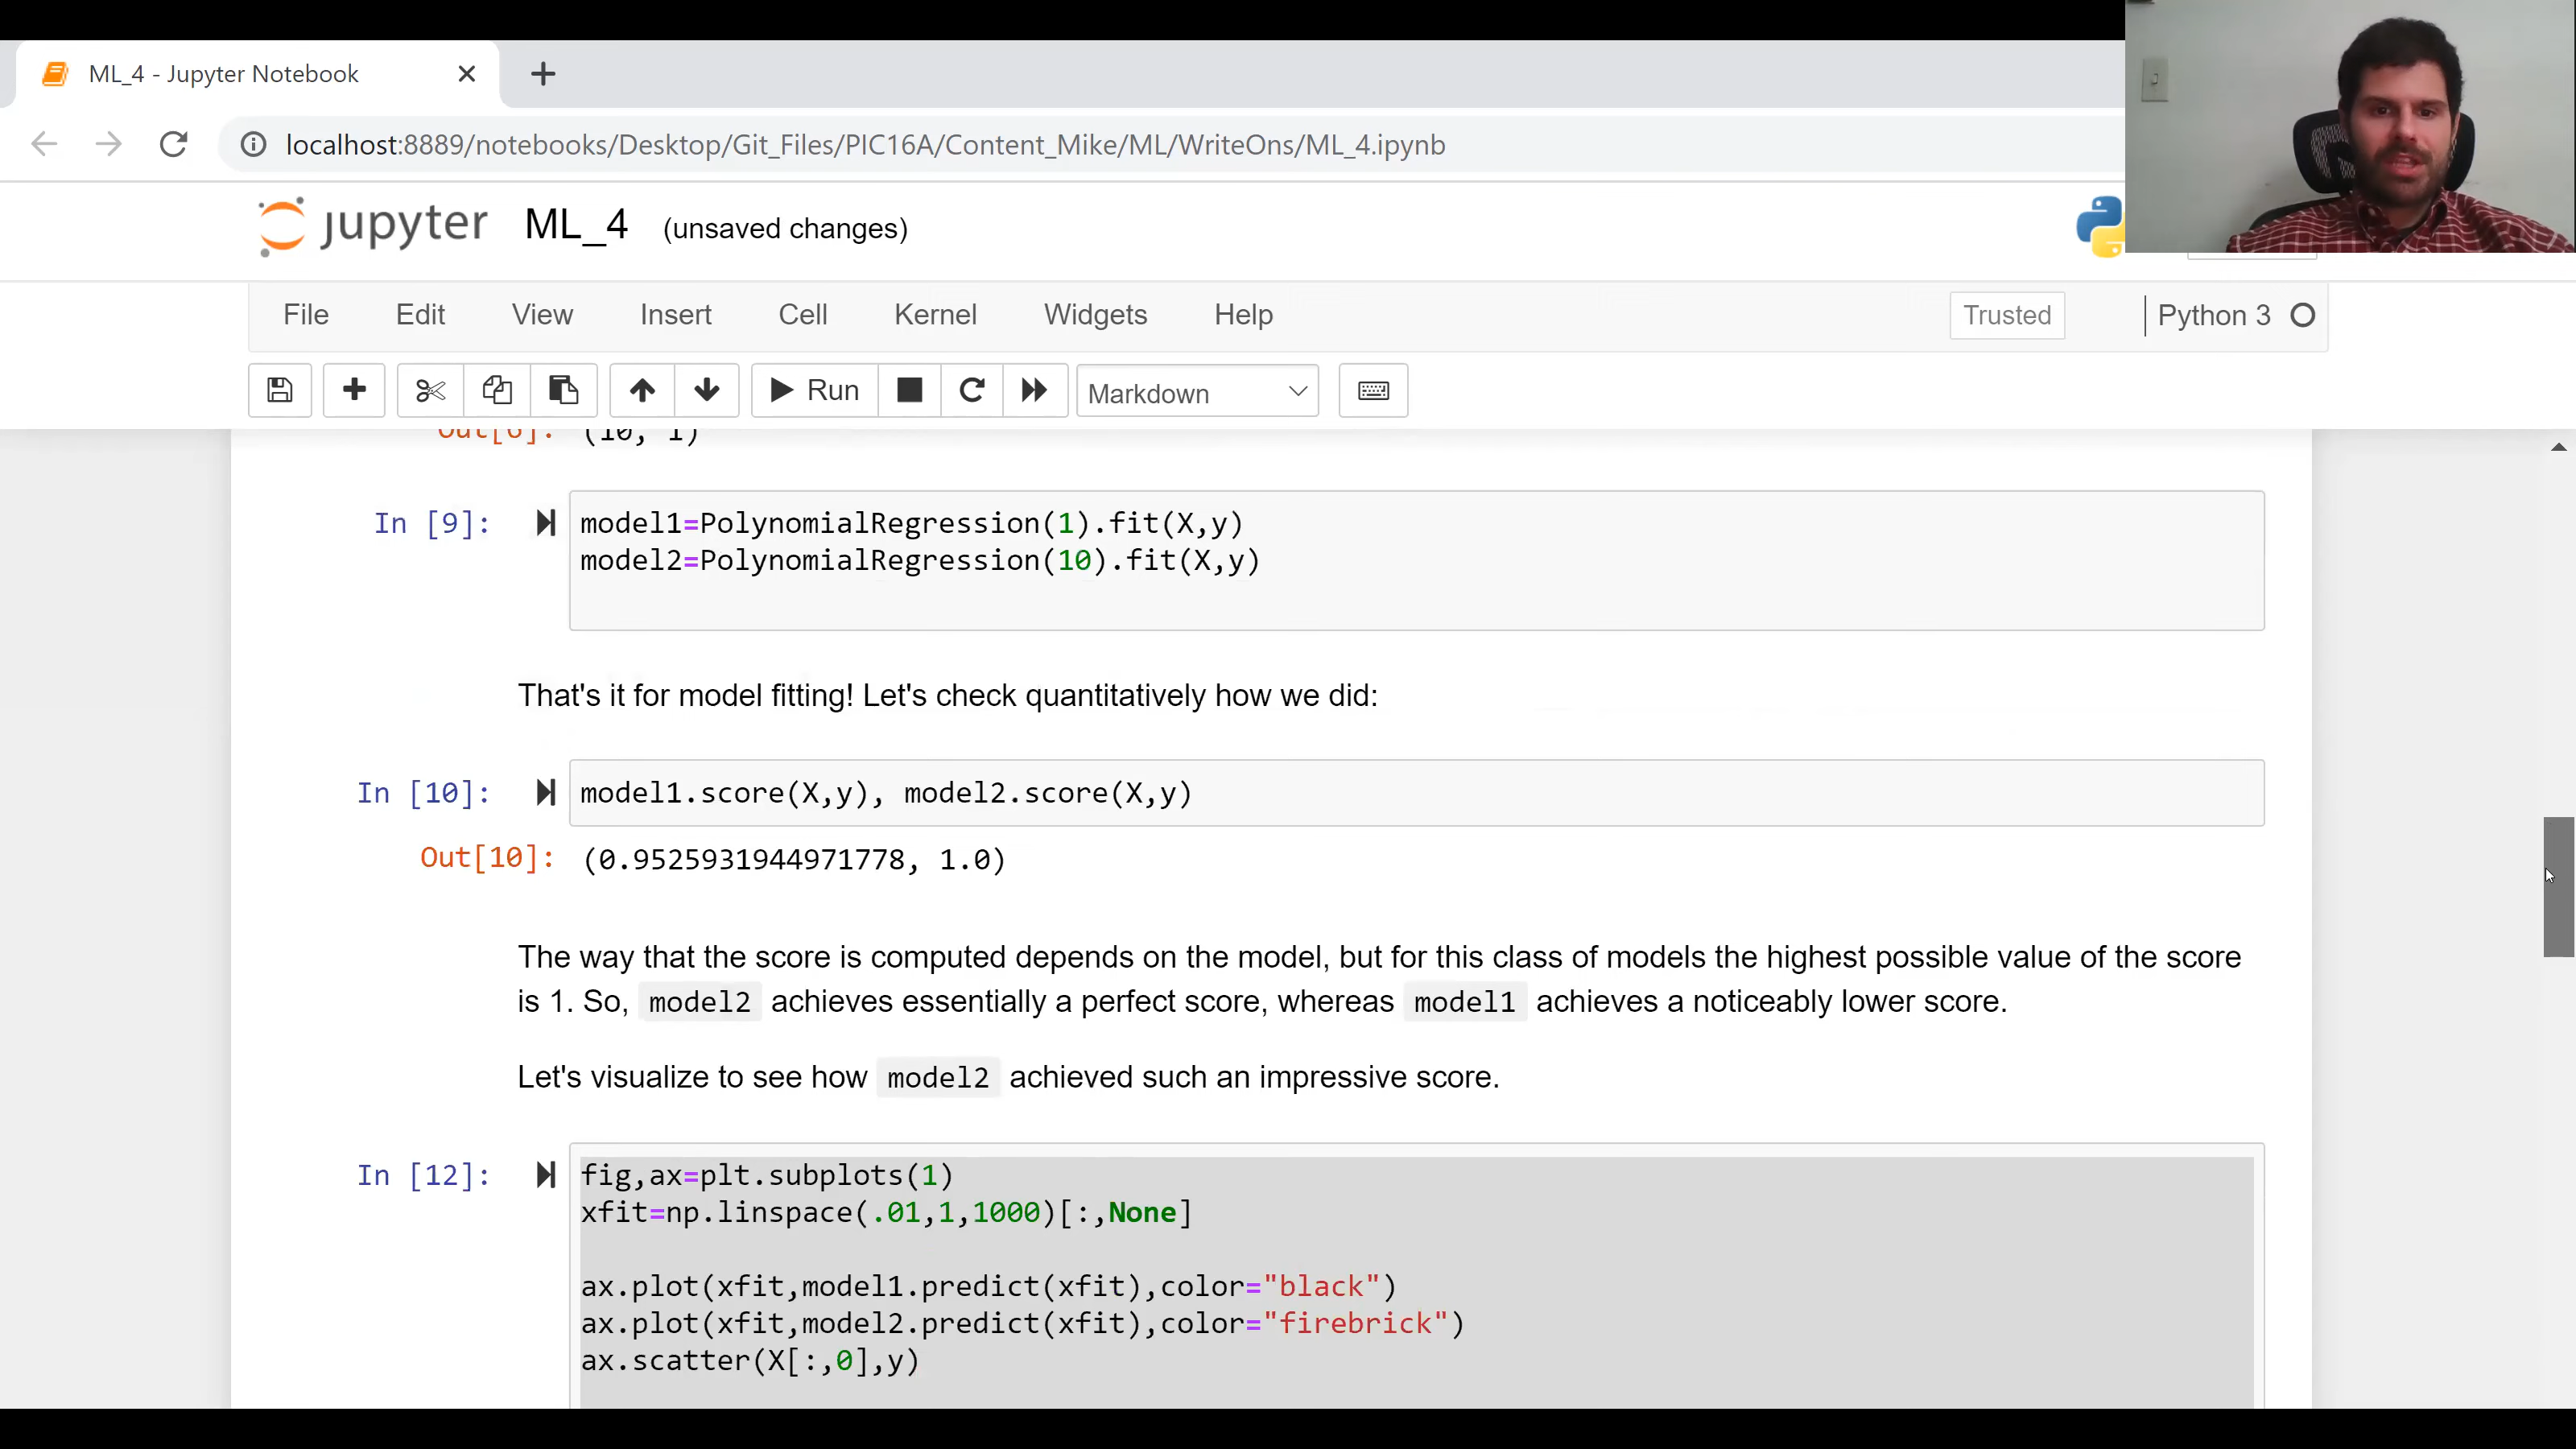 ML_4 - Jupyter Notebook
localhost:8889/notebooks/Desktop/Git_Files/PIC16A/Content_Mike/ML/WriteOns/ML_4.ipynb
jupyter ML_4 (unsaved changes)
File Edit View Insert Cell Kernel Widgets Help Trusted Python 3
Run Markdown
Out[6]: (10, 1)
In [9]: model1=PolynomialRegression(1).fit(X,y)
model2=PolynomialRegression(10).fit(X,y)
That's it for model fitting! Let's check quantitatively how we did:
In [10]: model1.score(X,y), model2.score(X,y)
Out[10]: (0.9525931944971778, 1.0)
The way that the score is computed depends on the model, but for this class of models the highest possible value of the score
is 1. So, model2 achieves essentially a perfect score, whereas model1 achieves a noticeably lower score.
Let's visualize to see how model2 achieved such an impressive score.
In [12]: fig,ax=plt.subplots(1)
xfit=np.linspace(.01,1,1000)[:,None]
ax.plot(xfit,model1.predict(xfit),color="black")
ax.plot(xfit,model2.predict(xfit),color="firebrick")
ax.scatter(X[:,0],y)